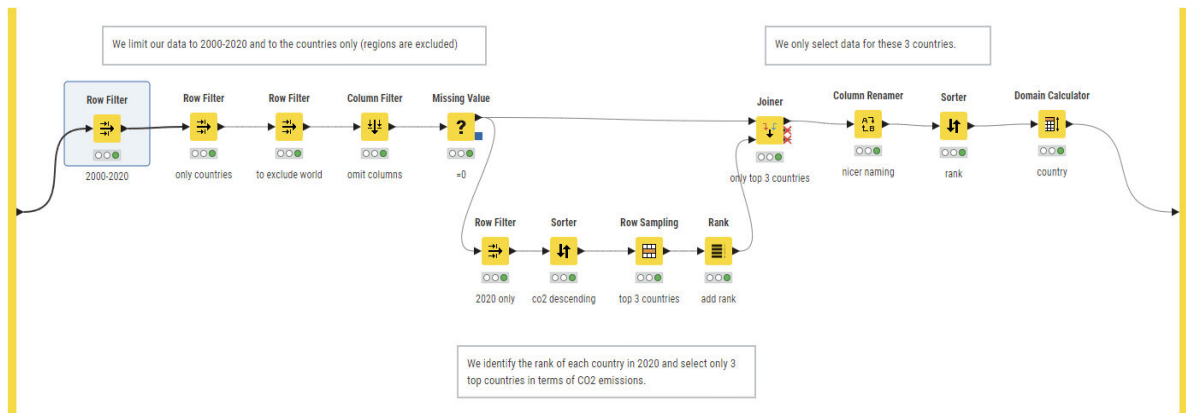 We limit our data to 2000-2020 and to the countries only (regions are excluded)
We only select data for these 3 countries.
Row Filter
Row Filter
Row Filter
Column Filter
Missing Value
Joiner
Column Renamer
Sorter
Domain Calculator
?
2000-2020
only countries
to exclude world
omit columns
=0
only top 3 countries
nicer naming
rank
country
Row Filter
Sorter
Row Sampling
Rank
2020 only
co2 descending
top 3 countries
add rank
We identify the rank of each country in 2020 and select only 3
top countries in terms of CO2 emissions.